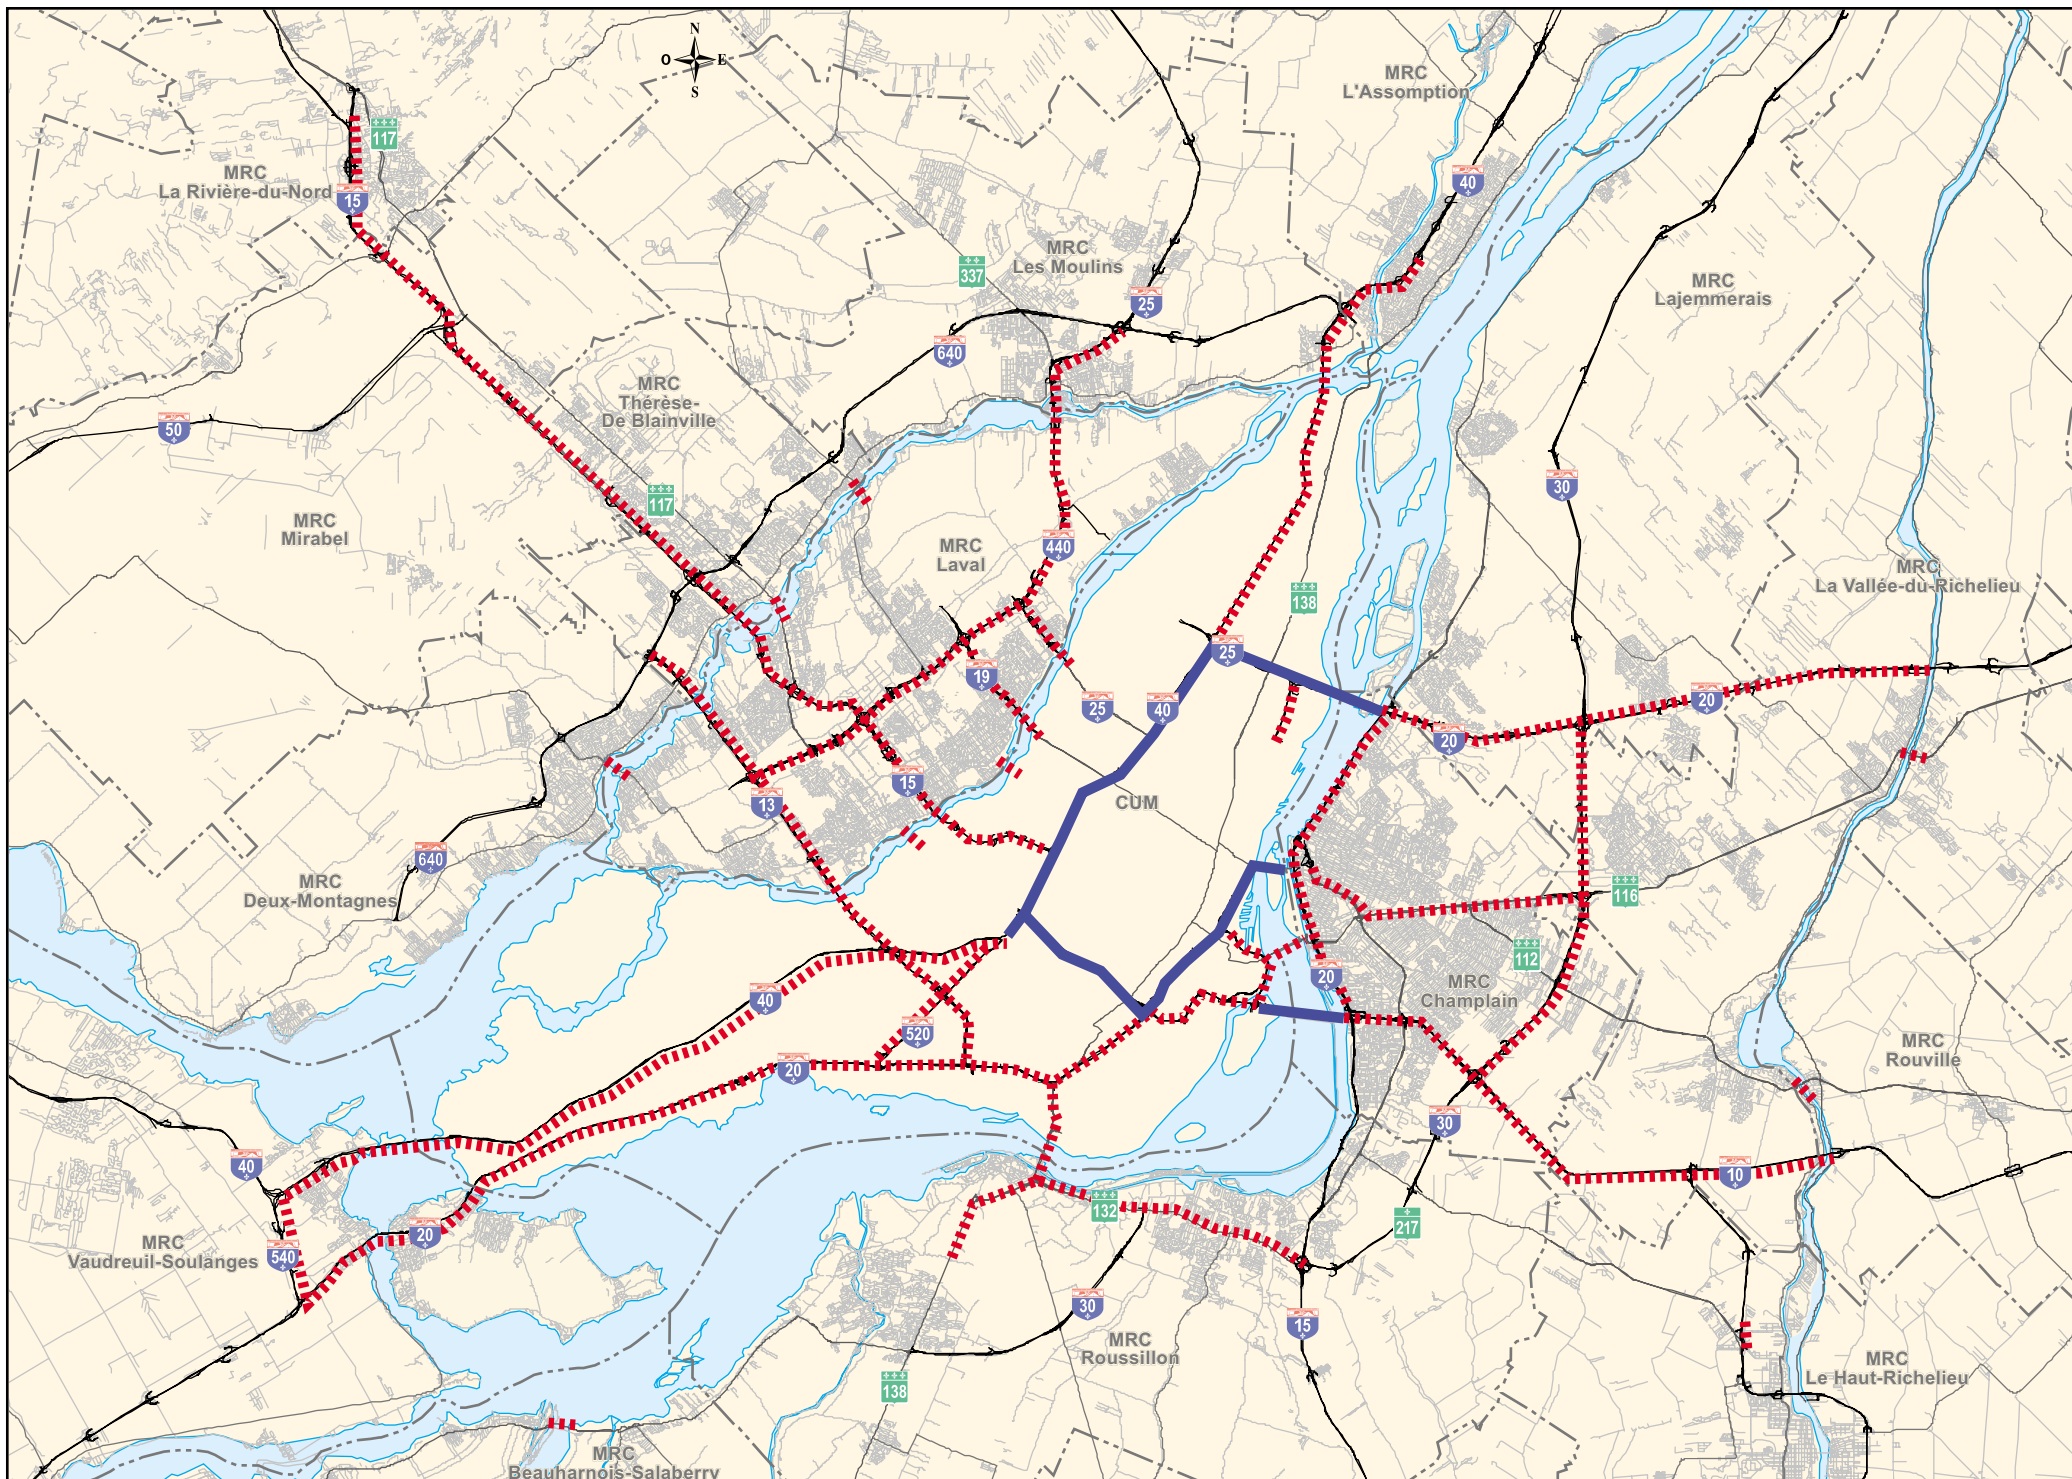 N
O E
S
MRC
L'Assomption
117
MRC
La Rivière-du-Nord
15
40
MRC
Les Moulins
337
25
MRC
Lajemmerais
640
MRC
Thérèse-
De Blainville
50
117
30
MRC
Mirabel
MRC
Laval
440
138
MRC
La Vallée-du-Richelieu
25
19
25
40
20
20
15
13
CUM
640
MRC
Deux-Montagnes
116
112
20
MRC
Champlain
40
520
20
MRC
Rouville
30
40
10
132
217
20
540
MRC
Vaudreuil-Soulanges
30
15
MRC
Roussillon
138
MRC
Le Haut-Richelieu
MRC
Beauharnois-Salaberry